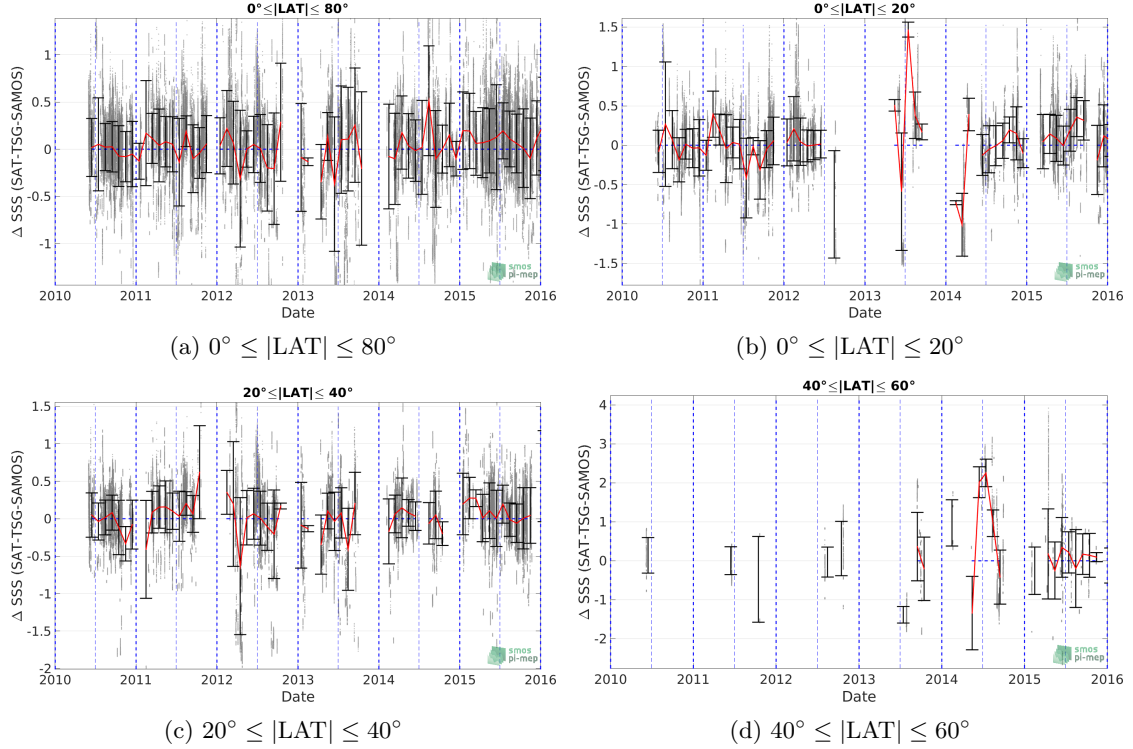 0°≤|LAT|≤ 80°
Δ SSS (SAT-TSG-SAMOS)
1
0.5
0
-0.5
-1
2010 2011 2012 2013 2014 2015 2016
Date
smos
pi-mep
(a) 0° ≤ |LAT| ≤ 80°
0°≤|LAT|≤ 20°
Δ SSS (SAT-TSG-SAMOS)
1.5
1
0.5
0
-0.5
-1
-1.5
2010 2011 2012 2013 2014 2015 2016
Date
smos
pi-mep
(b) 0° ≤ |LAT| ≤ 20°
20°≤|LAT|≤ 40°
Δ SSS (SAT-TSG-SAMOS)
1.5
1
0.5
0
-0.5
-1
-1.5
-2
2010 2011 2012 2013 2014 2015 2016
Date
smos
pi-mep
(c) 20° ≤ |LAT| ≤ 40°
40°≤|LAT|≤ 60°
Δ SSS (SAT-TSG-SAMOS)
4
3
2
1
0
-1
-2
2010 2011 2012 2013 2014 2015 2016
Date
smos
pi-mep
(d) 40° ≤ |LAT| ≤ 60°